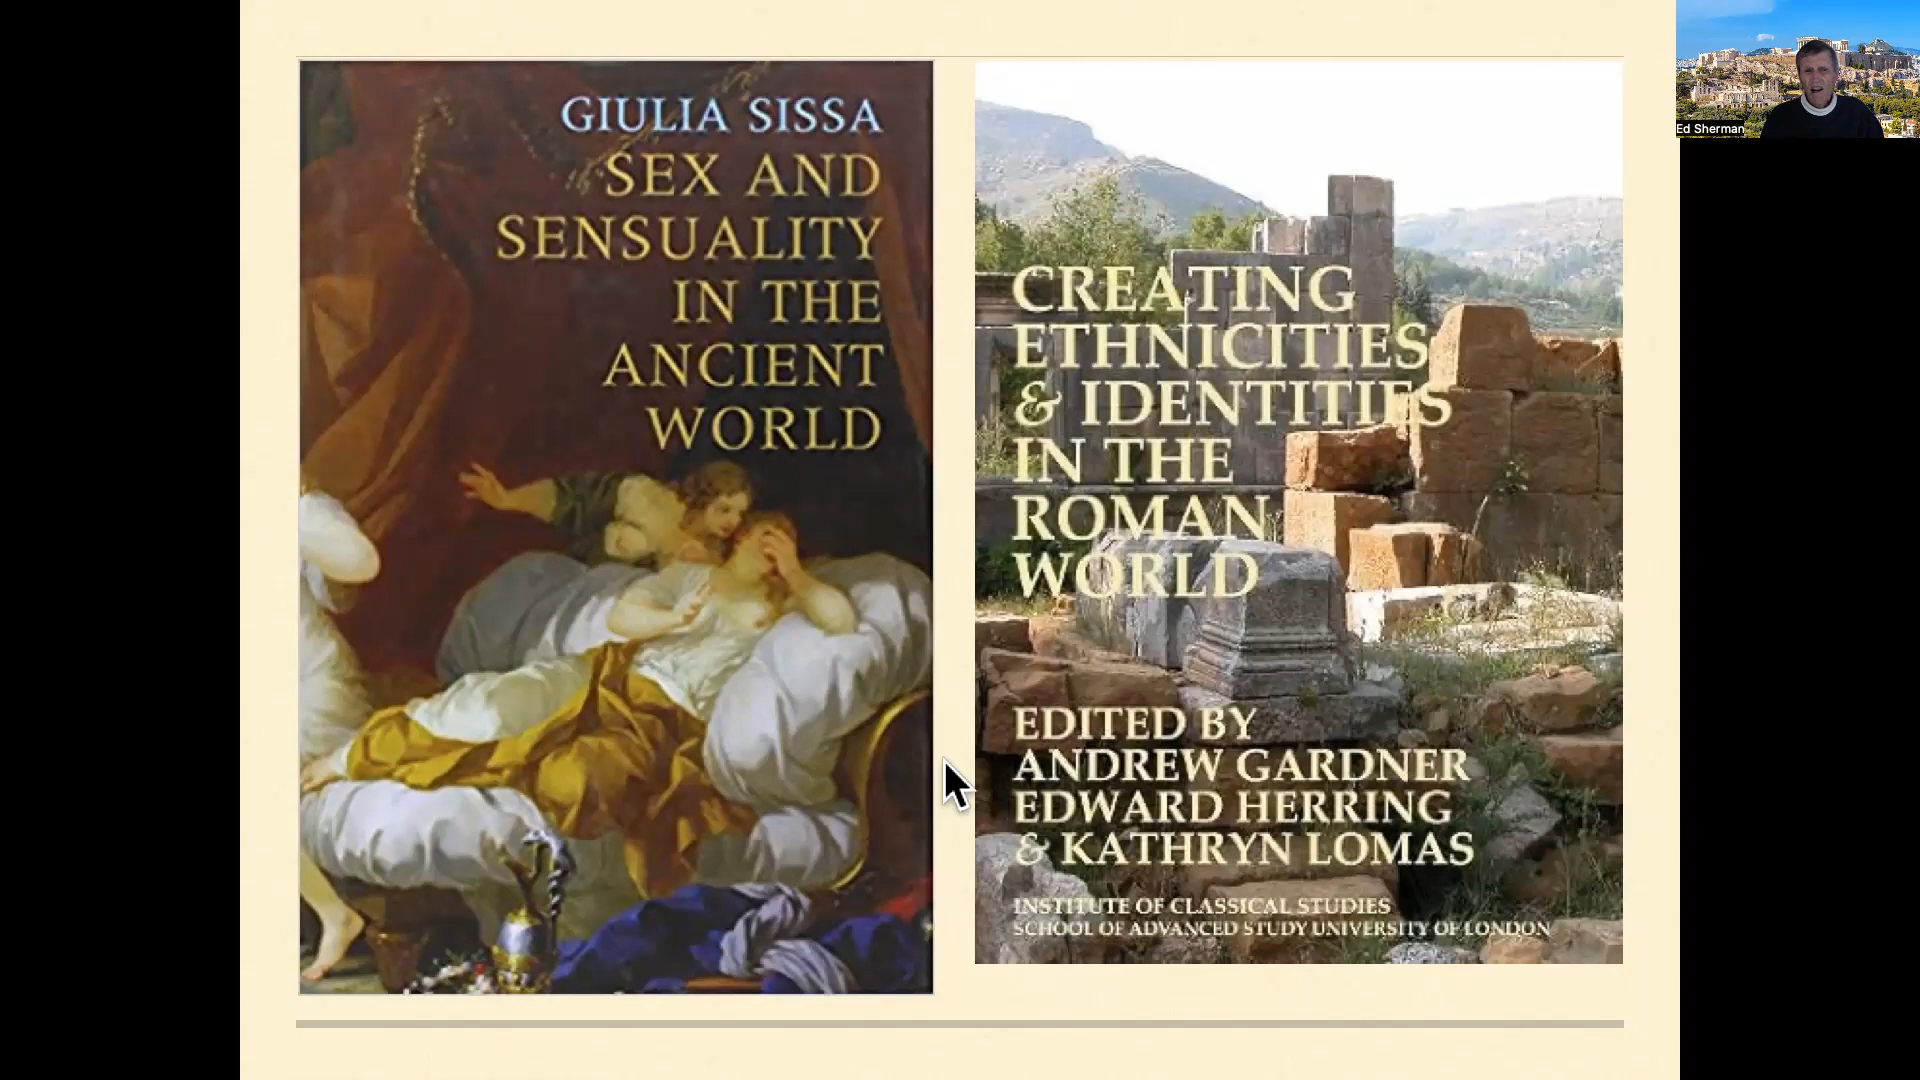 GIULIA SISSA
SEX AND
SENSUALITY
IN THE
ANCIENT
WORLD
CREATING
ETHNICITIES
& IDENTITIES
IN THE
ROMAN
WORLD
EDITED BY
ANDREW GARDNER
EDWARD HERRING
& KATHRYN LOMAS
INSTITUTE OF CLASSICAL STUDIES
SCHOOL OF ADVANCED STUDY UNIVERSITY OF LONDON
Ed Sherman